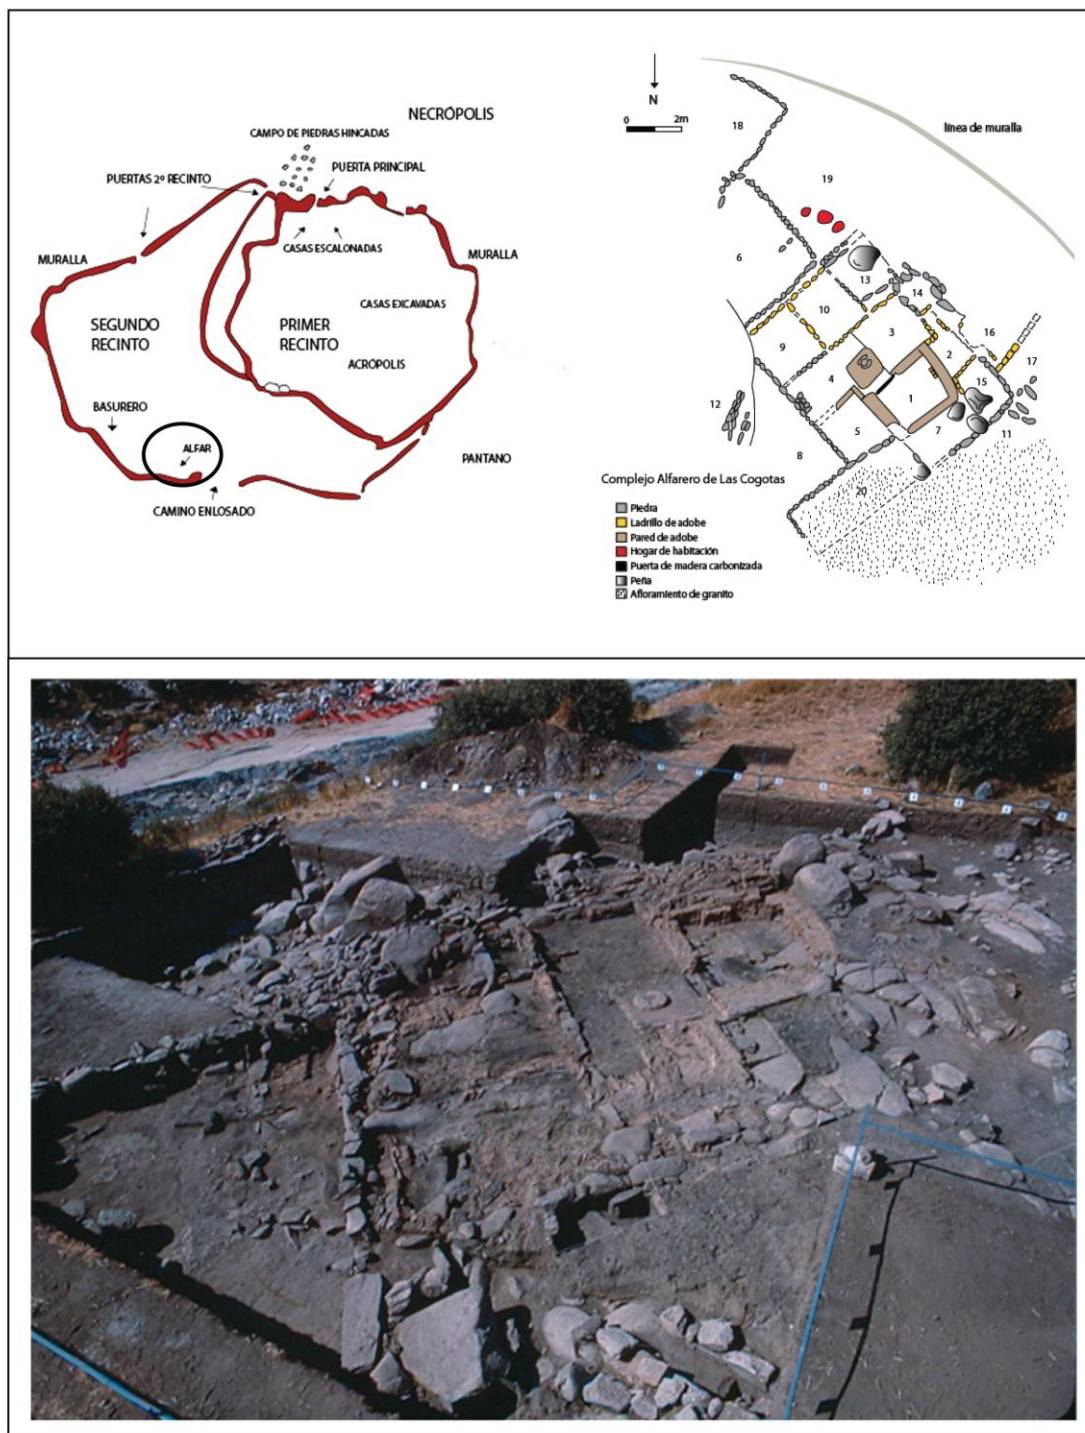 NECRÓPOLIS
CAMPO DE PIEDRAS HINCADAS
PUERTA PRINCIPAL
PUERTAS 2º RECINTO
CASAS ESCALONADAS
MURALLA
MURALLA
CASAS EXCAVADAS
SEGUNDO
RECINTO
PRIMER
RECINTO
ACRÓPOLIS
BASURERO
ALFAR
PANTANO
CAMINO ENLOSADO
N
0 2m
línea de muralla
18
19
6
13
14
10
3
16
9
2
17
4
15
12
1
5
7
11
8
20
Complejo Alfarero de Las Cogotas
Piedra
Ladrillo de adobe
Pared de adobe
Hogar de habitación
Puerta de madera carbonizada
Peña
Afloramiento de granito